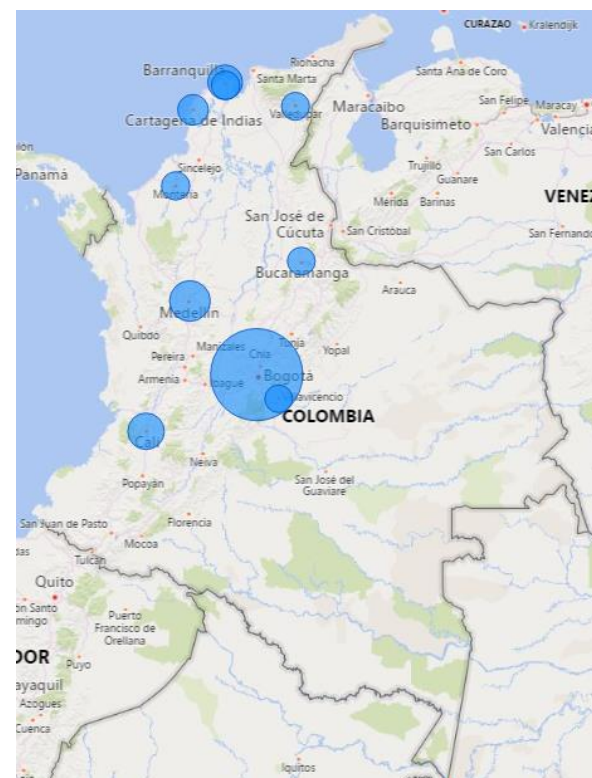 CURAZAO
Kralendijk
Riohacha
Barranquilla
Santa Marta
Santa Ana de Coro
Valledupar
Maracaibo
San Felipe
Maracay
Cartagena de Indias
Barquisimeto
Valencia
Sincelejo
Trujillo
San Carlos
Panamá
Guanare
Montería
Mérida
Barinas
VENEZ
San José de
Cúcuta
San Cristóbal
San Fernando
Bucaramanga
Arauca
Medellín
Quibdó
Manizales
Tunja
Yopal
Pereira
Chía
Armenia
Ibagué
Bogotá
Villavicencio
COLOMBIA
Cali
Neiva
Popayán
San José del
Guaviare
San Juan de Pasto
Florencia
Mocoa
Tulcán
Quito
Santo
mingo
Puerto
Francisco de
Orellana
DOR
Puyo
ayaquil
Azogues
Cuenca
Iquitos